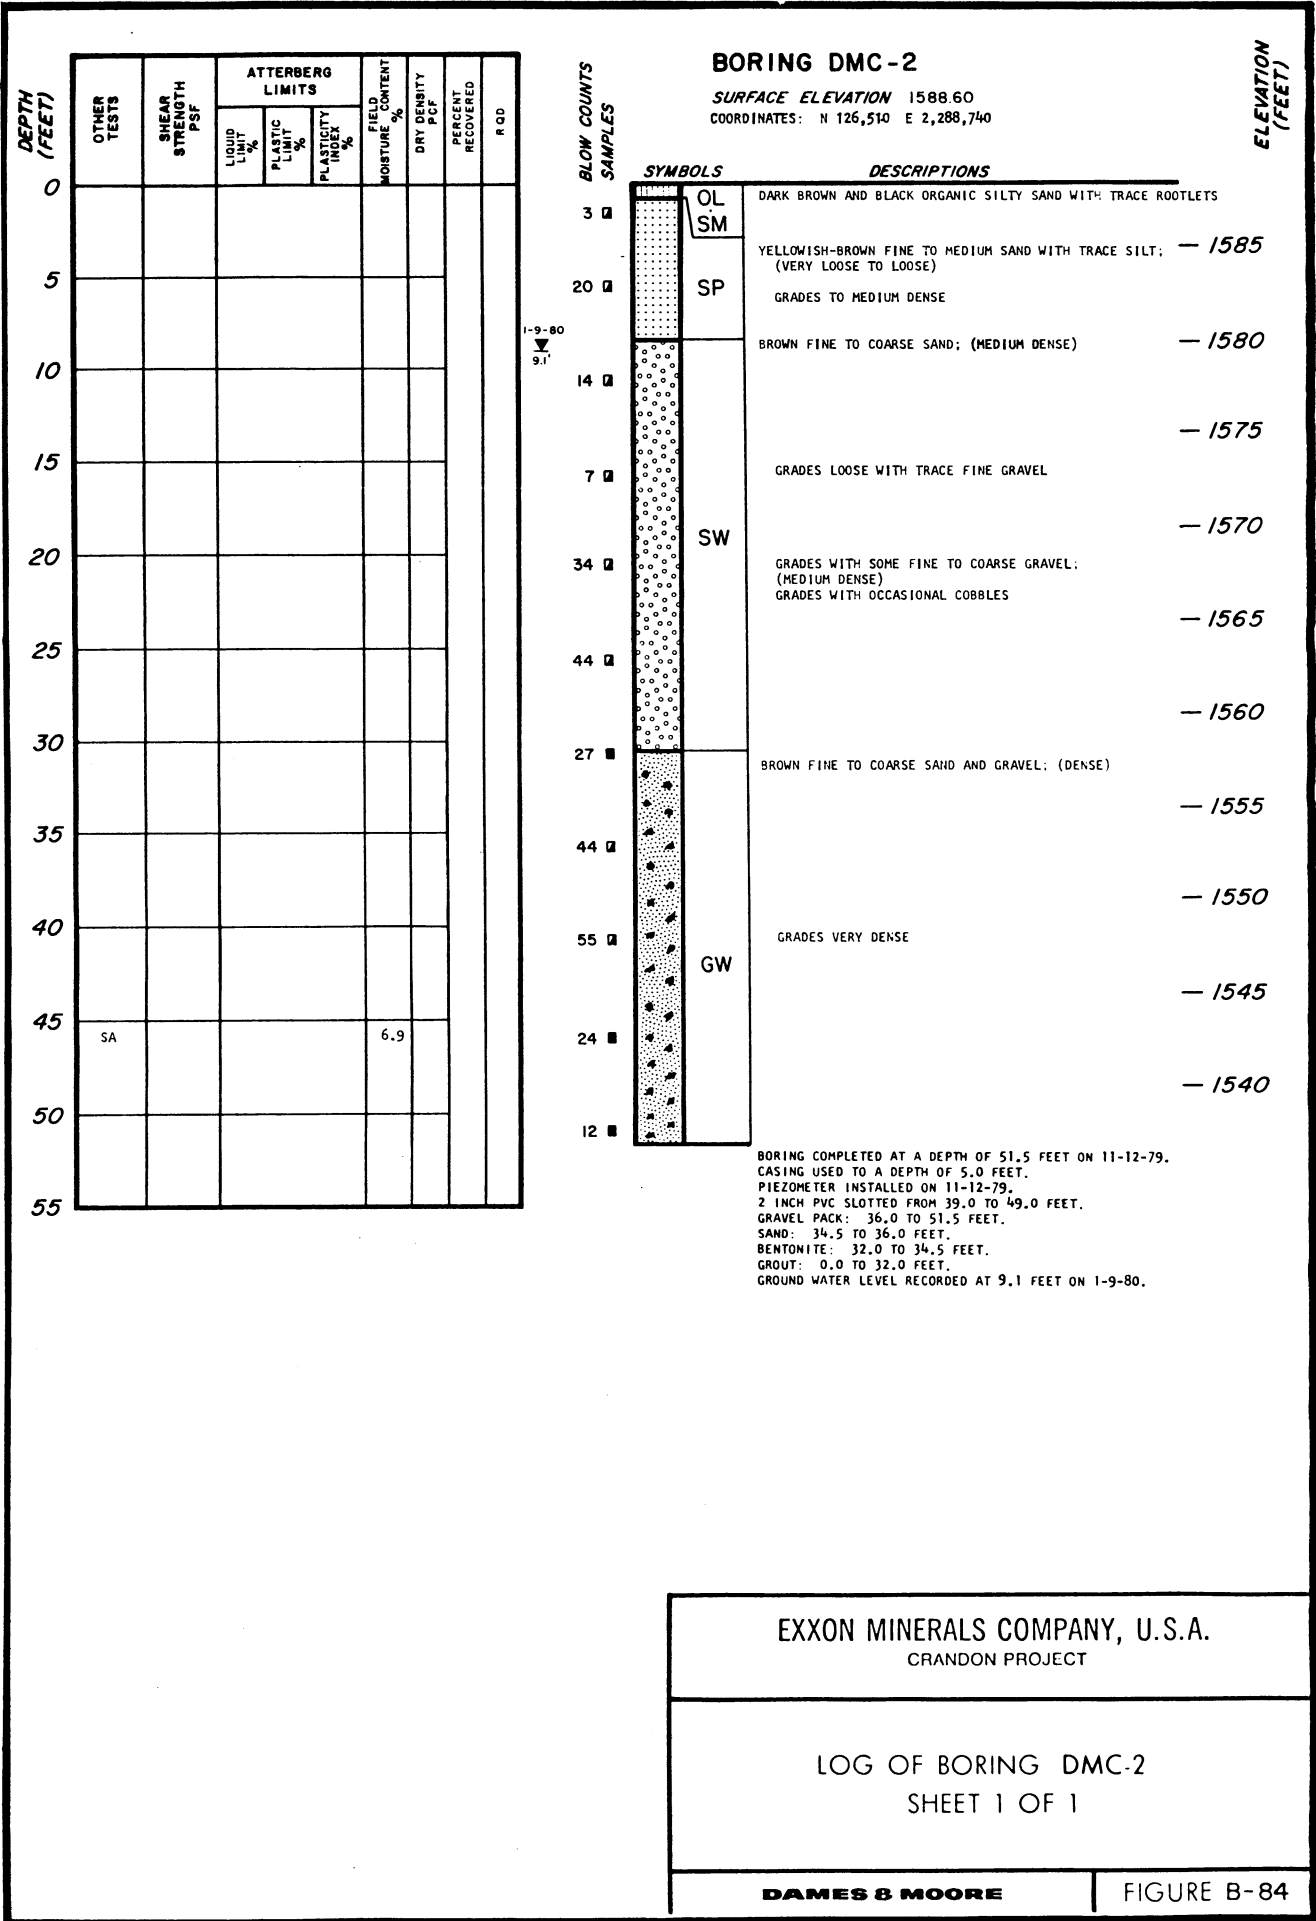 BORING DMC-2
SURFACE ELEVATION 1588.60
COORDINATES: N 126,510 E 2,288,740
DEPTH (FEET)
OTHER TESTS
SHEAR STRENGTH PSF
ATTERBERG LIMITS
LIQUID LIMIT %
PLASTIC LIMIT %
PLASTICITY INDEX %
FIELD MOISTURE CONTENT %
DRY DENSITY PCF
PERCENT RECOVERED
RQD
BLOW COUNTS
SAMPLES
SYMBOLS
DESCRIPTIONS
ELEVATION (FEET)
0
5
10
15
20
25
30
35
40
45
50
55
SA
6.9
1-9-80
9.1'
3
20
14
7
34
44
27
44
55
24
12
OL
SM
SP
SW
GW
DARK BROWN AND BLACK ORGANIC SILTY SAND WITH TRACE ROOTLETS
YELLOWISH-BROWN FINE TO MEDIUM SAND WITH TRACE SILT;
(VERY LOOSE TO LOOSE)
GRADES TO MEDIUM DENSE
BROWN FINE TO COARSE SAND; (MEDIUM DENSE)
GRADES LOOSE WITH TRACE FINE GRAVEL
GRADES WITH SOME FINE TO COARSE GRAVEL;
(MEDIUM DENSE)
GRADES WITH OCCASIONAL COBBLES
BROWN FINE TO COARSE SAND AND GRAVEL; (DENSE)
GRADES VERY DENSE
— 1585
— 1580
— 1575
— 1570
— 1565
— 1560
— 1555
— 1550
— 1545
— 1540
BORING COMPLETED AT A DEPTH OF 51.5 FEET ON 11-12-79.
CASING USED TO A DEPTH OF 5.0 FEET.
PIEZOMETER INSTALLED ON 11-12-79.
2 INCH PVC SLOTTED FROM 39.0 TO 49.0 FEET.
GRAVEL PACK: 36.0 TO 51.5 FEET.
SAND: 34.5 TO 36.0 FEET.
BENTONITE: 32.0 TO 34.5 FEET.
GROUT: 0.0 TO 32.0 FEET.
GROUND WATER LEVEL RECORDED AT 9.1 FEET ON 1-9-80.
EXXON MINERALS COMPANY, U.S.A.
CRANDON PROJECT
LOG OF BORING DMC-2
SHEET 1 OF 1
DAMES & MOORE
FIGURE B-84